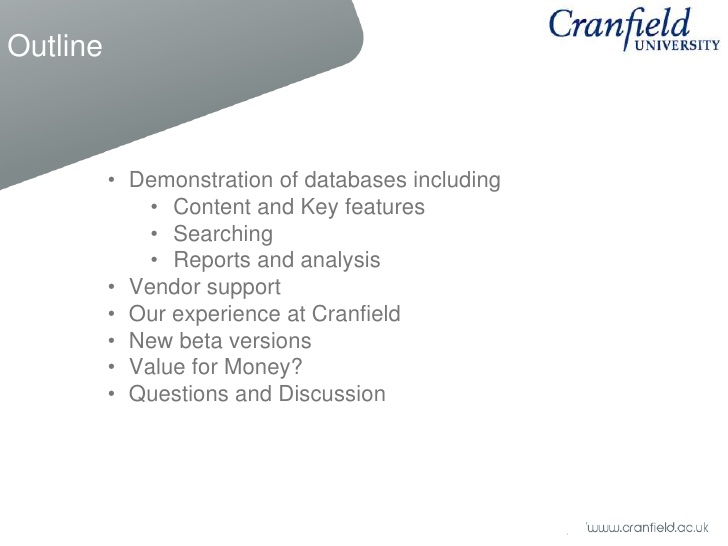 Outline
Cranfield
UNIVERSITY
• Demonstration of databases including
• Content and Key features
• Searching
• Reports and analysis
• Vendor support
• Our experience at Cranfield
• New beta versions
• Value for Money?
• Questions and Discussion
www.cranfield.ac.uk